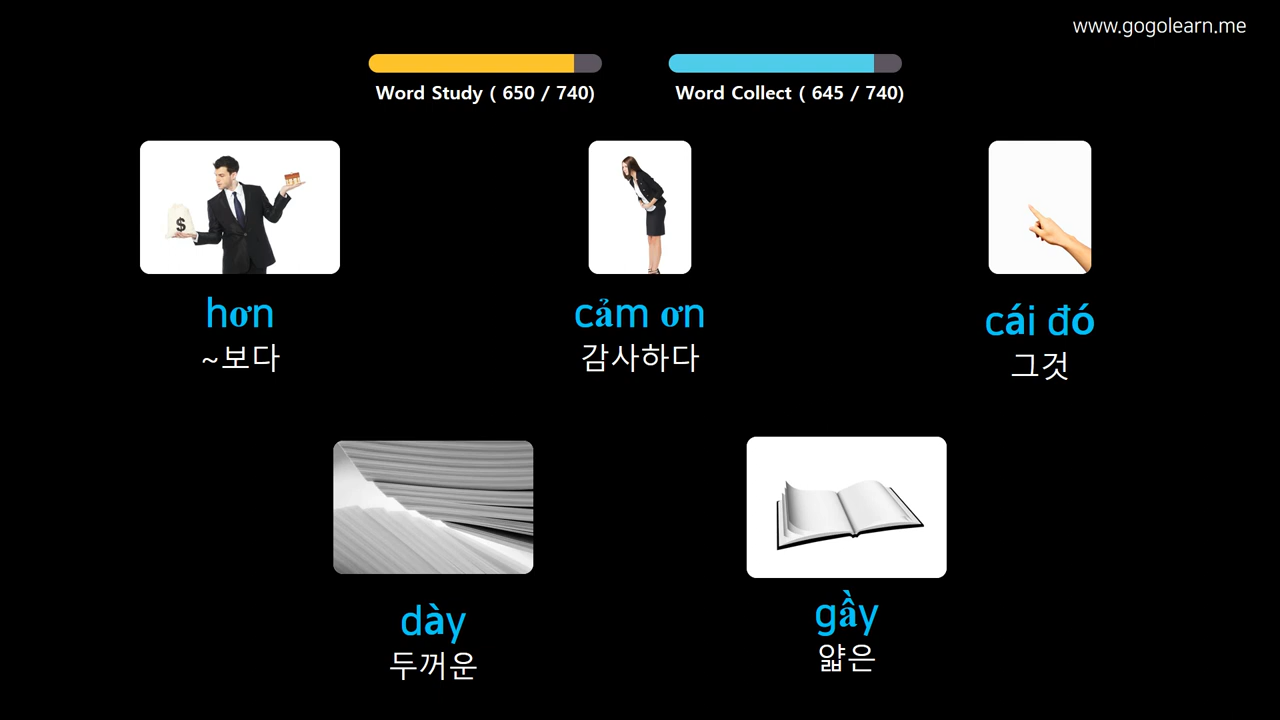 www.gogolearn.me
Word Study ( 650 / 740)
Word Collect ( 645 / 740)
$
hơn
~보다
cảm ơn
감사하다
cái đó
그것
dày
두꺼운
gầy
얇은